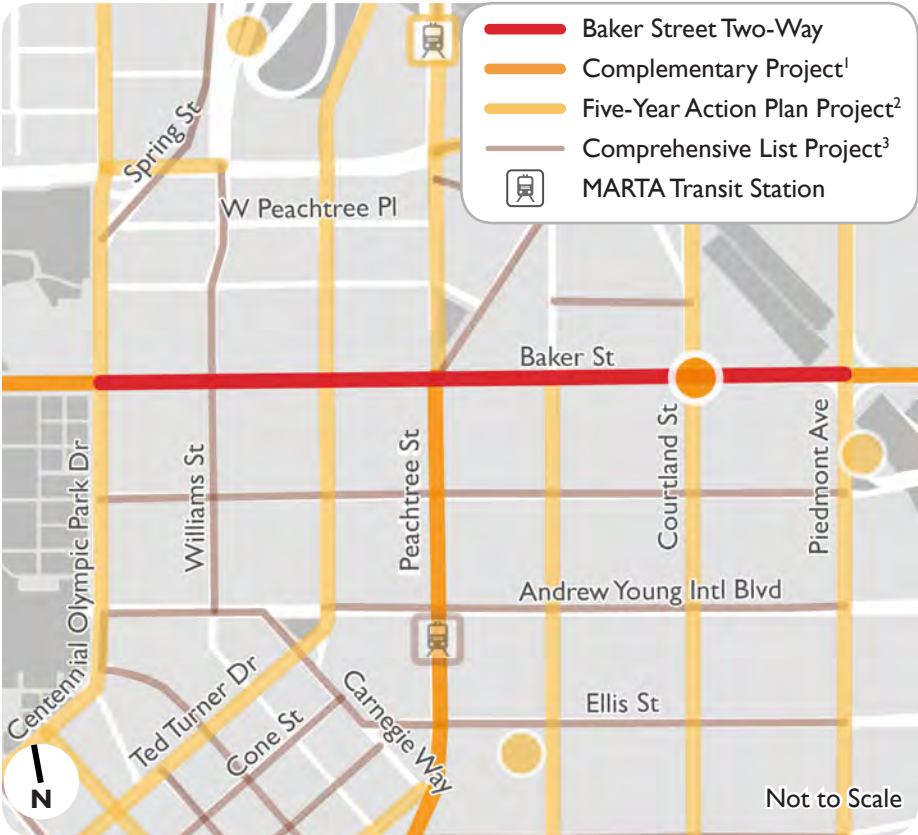 Baker Street Two-Way
Complementary Project¹
Five-Year Action Plan Project²
Comprehensive List Project³
MARTA Transit Station
Spring St
W Peachtree Pl
Baker St
Centennial Olympic Park Dr
Williams St
Peachtree St
Courtland St
Piedmont Ave
Andrew Young Intl Blvd
Ted Turner Dr
Cone St
Carnegie Way
Ellis St
N
Not to Scale